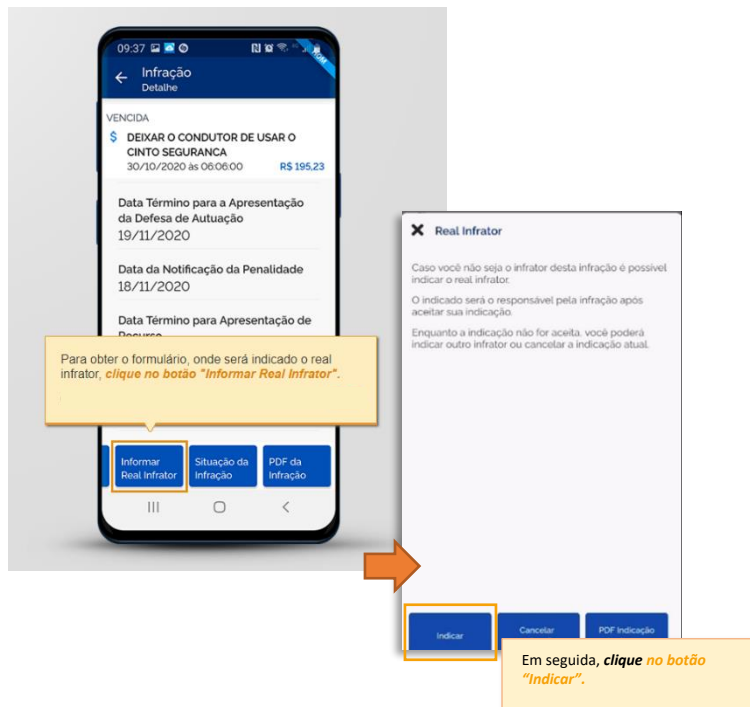 09:37
HOM
Infração
Detalhe
VENCIDA
$ DEIXAR O CONDUTOR DE USAR O
CINTO SEGURANCA
30/10/2020 às 06:06:00 R$ 195,23
Data Término para a Apresentação
da Defesa de Autuação
19/11/2020
Data da Notificação da Penalidade
18/11/2020
Data Término para Apresentação de
Recurso
Para obter o formulário, onde será indicado o real
infrator, clique no botão "Informar Real Infrator".
Informar
Real Infrator
Situação da
Infração
PDF da
Infração
Real Infrator
Caso você não seja o infrator desta infração é possível
indicar o real infrator.
O indicado será o responsável pela infração após
aceitar sua indicação.
Enquanto a indicação não for aceita, você poderá
indicar outro infrator ou cancelar a indicação atual.
Indicar
Cancelar
PDF Indicação
Em seguida, clique no botão
“Indicar”.